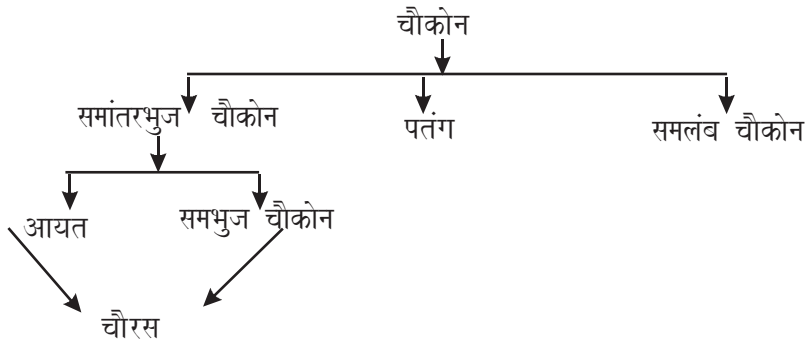 चौकोन
समांतरभुज चौकोन पतंग समलंब चौकोन
आयत समभुज चौकोन
चौरस